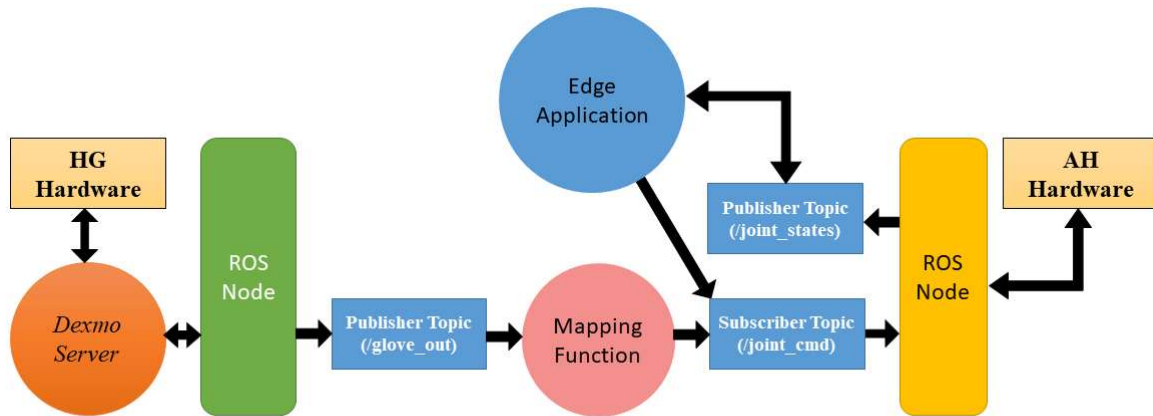 HG
Hardware
Dexmo
Server
ROS
Node
Publisher Topic
(/glove_out)
Mapping
Function
Edge
Application
Publisher Topic
(/joint_states)
Subscriber Topic
(/joint_cmd)
ROS
Node
AH
Hardware